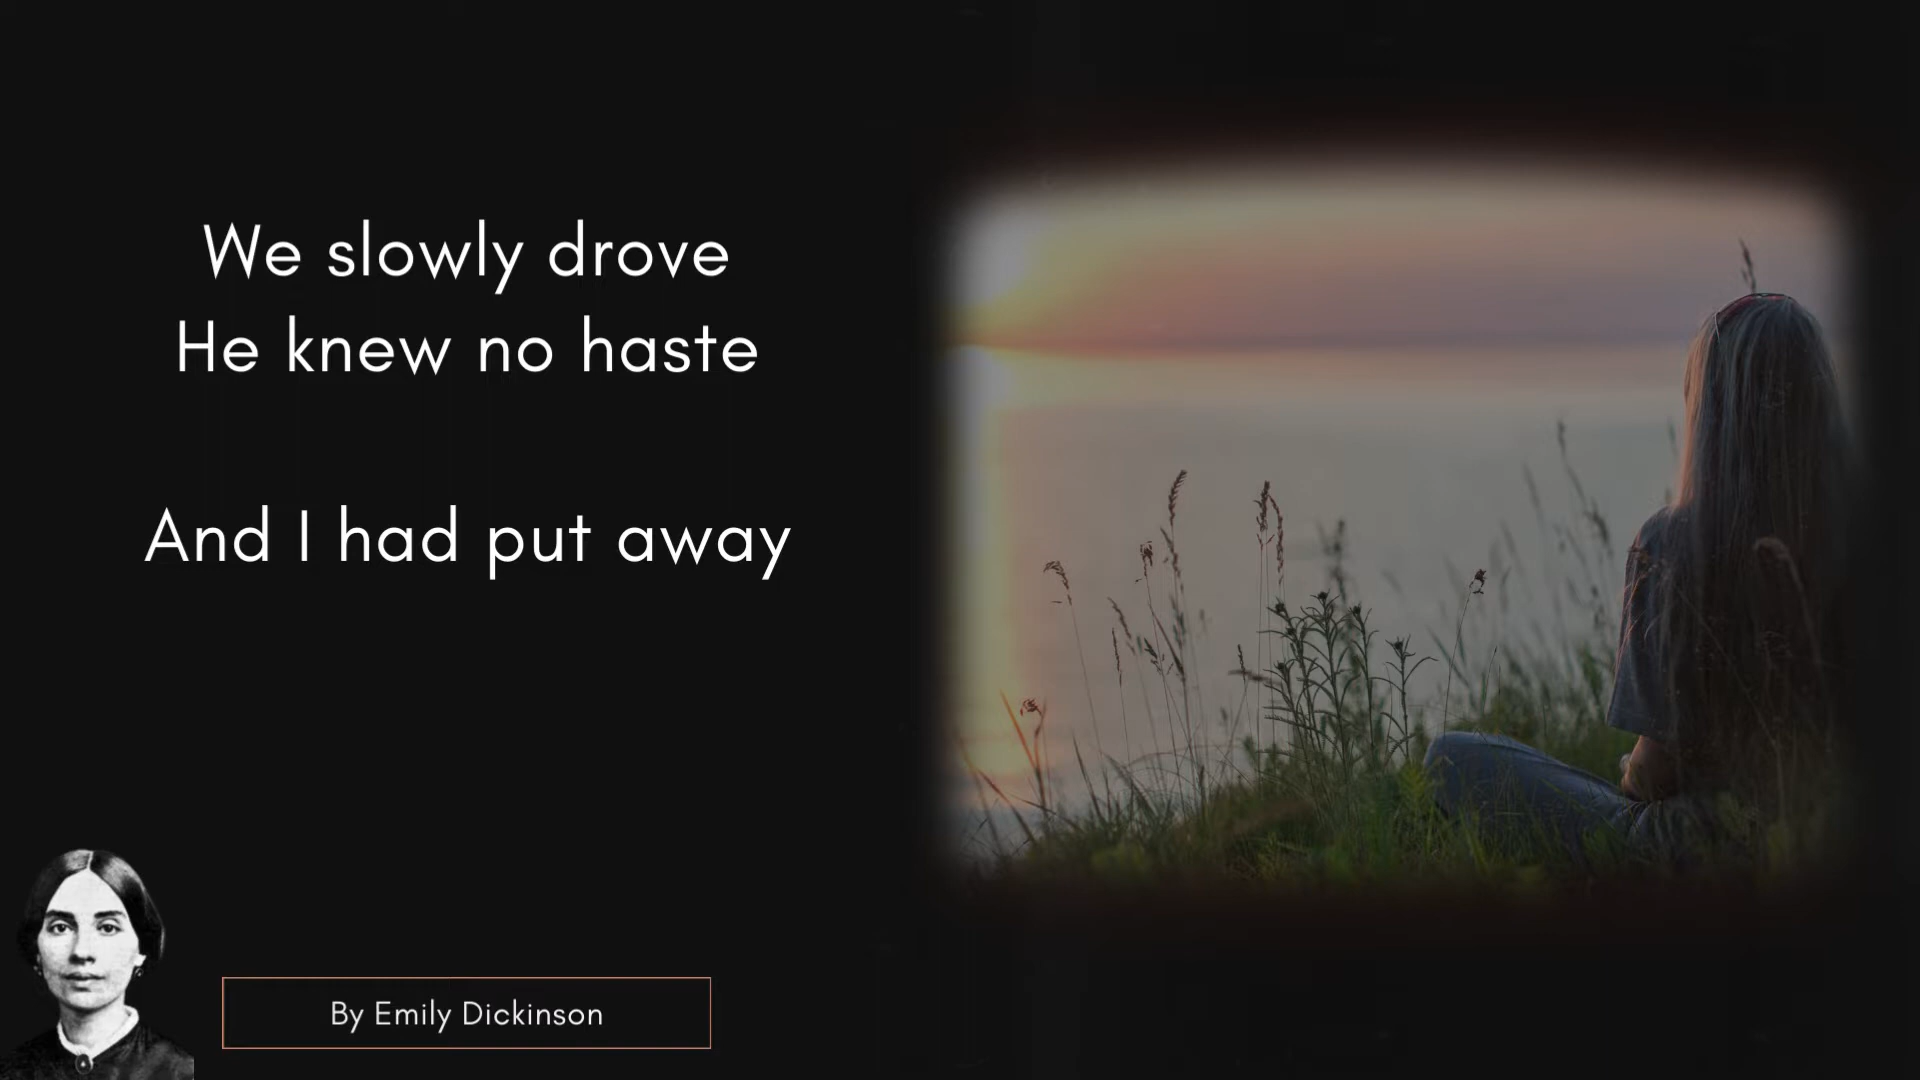 We slowly drove
He knew no haste
And I had put away
By Emily Dickinson